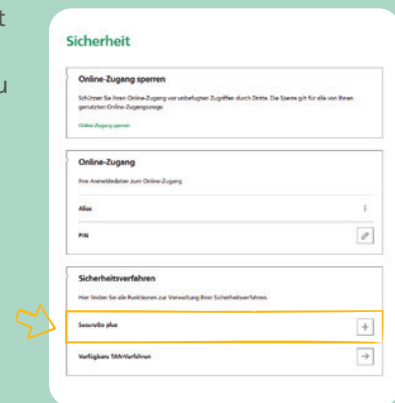 t
u
Sicherheit
Online-Zugang sperren
Schützen Sie Ihren Online-Zugang vor unbefugten Zugriffen durch Dritte. Die Sperre gilt für alle von Ihnen
genutzten Online-Zugangswege.
Online-Zugang sperren
Online-Zugang
Ihre Anmeldedaten zum Online-Zugang
Alias
PIN
Sicherheitsverfahren
Hier finden Sie alle Funktionen zur Verwaltung Ihrer Sicherheitsverfahren.
SecureGo plus
Verfügbare TAN-Verfahren